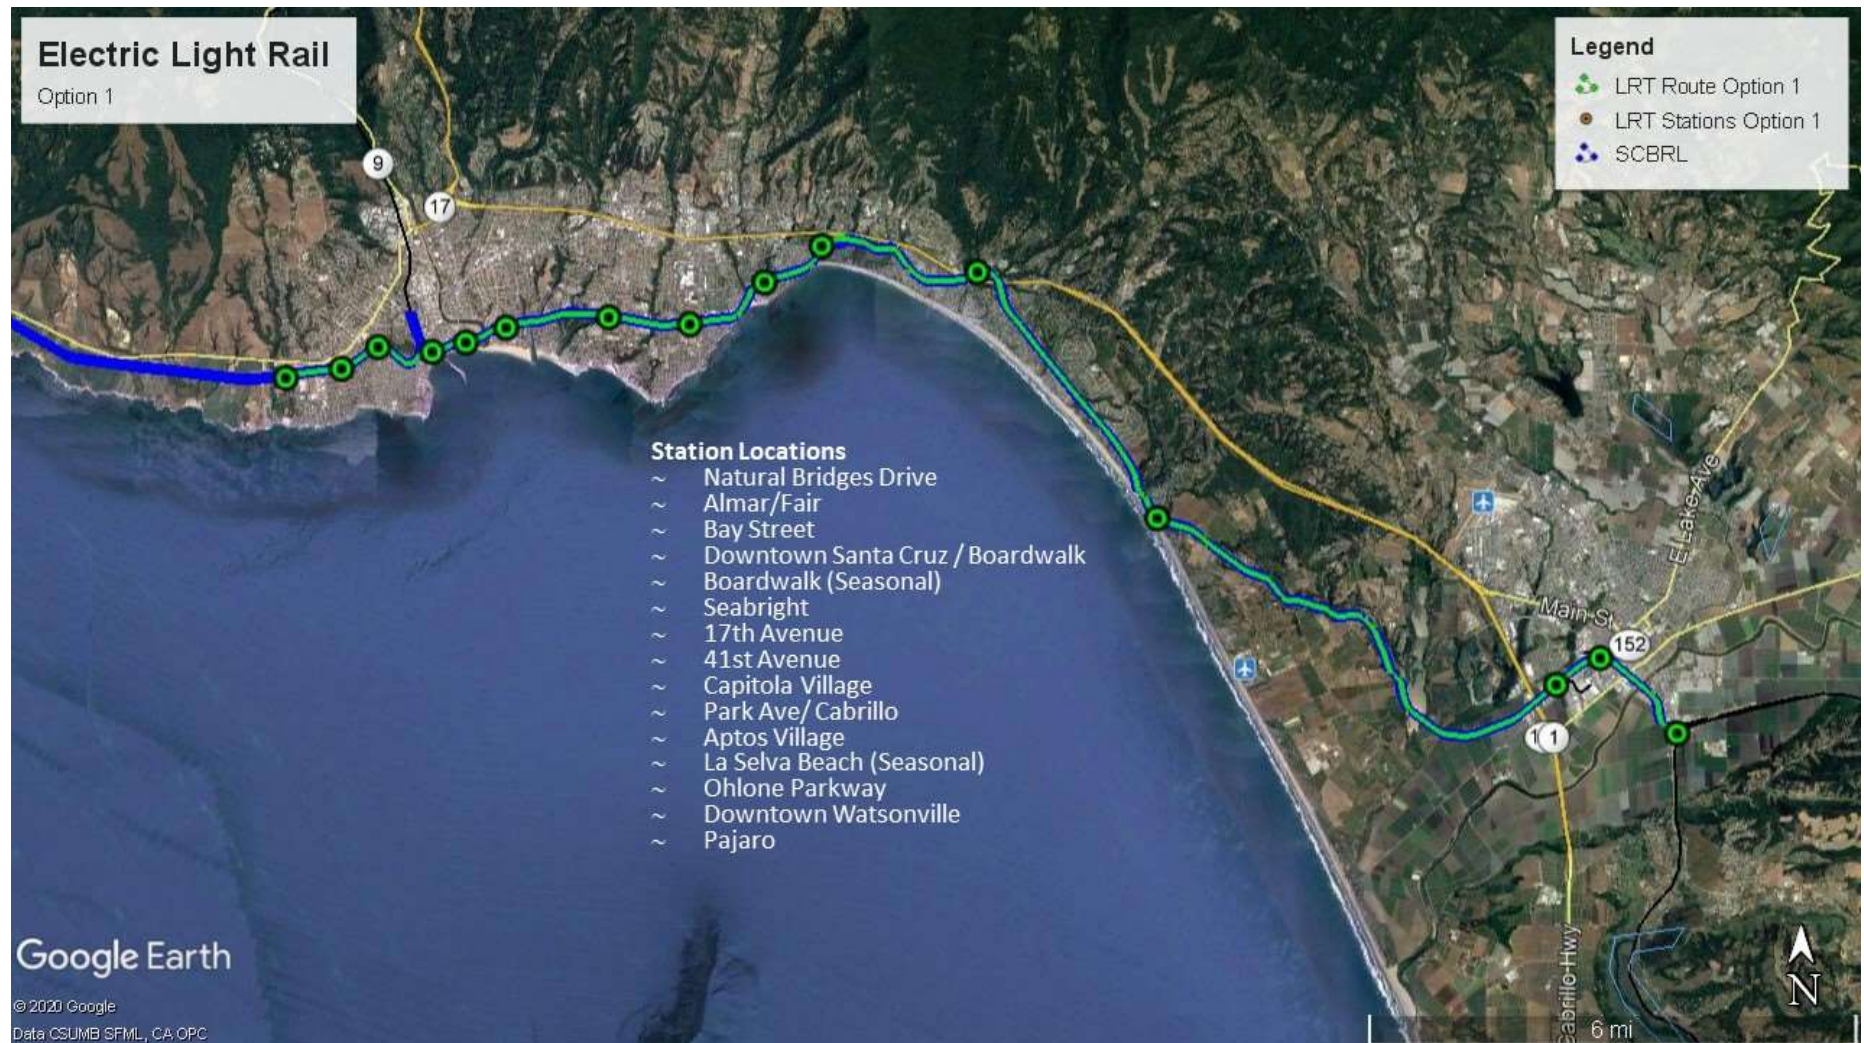 Electric Light Rail
Option 1
Legend
LRT Route Option 1
LRT Stations Option 1
SCBRL
9
17
Station Locations
~ Natural Bridges Drive
~ Almar/Fair
~ Bay Street
~ Downtown Santa Cruz / Boardwalk
~ Boardwalk (Seasonal)
~ Seabright
~ 17th Avenue
~ 41st Avenue
~ Capitola Village
~ Park Ave/ Cabrillo
~ Aptos Village
~ La Selva Beach (Seasonal)
~ Ohlone Parkway
~ Downtown Watsonville
~ Pajaro
E Lake Ave
Main St
152
1 1
Cabrillo Hwy
Google Earth
© 2020 Google
Data CSUMB SFML, CA OPC
N
6 mi